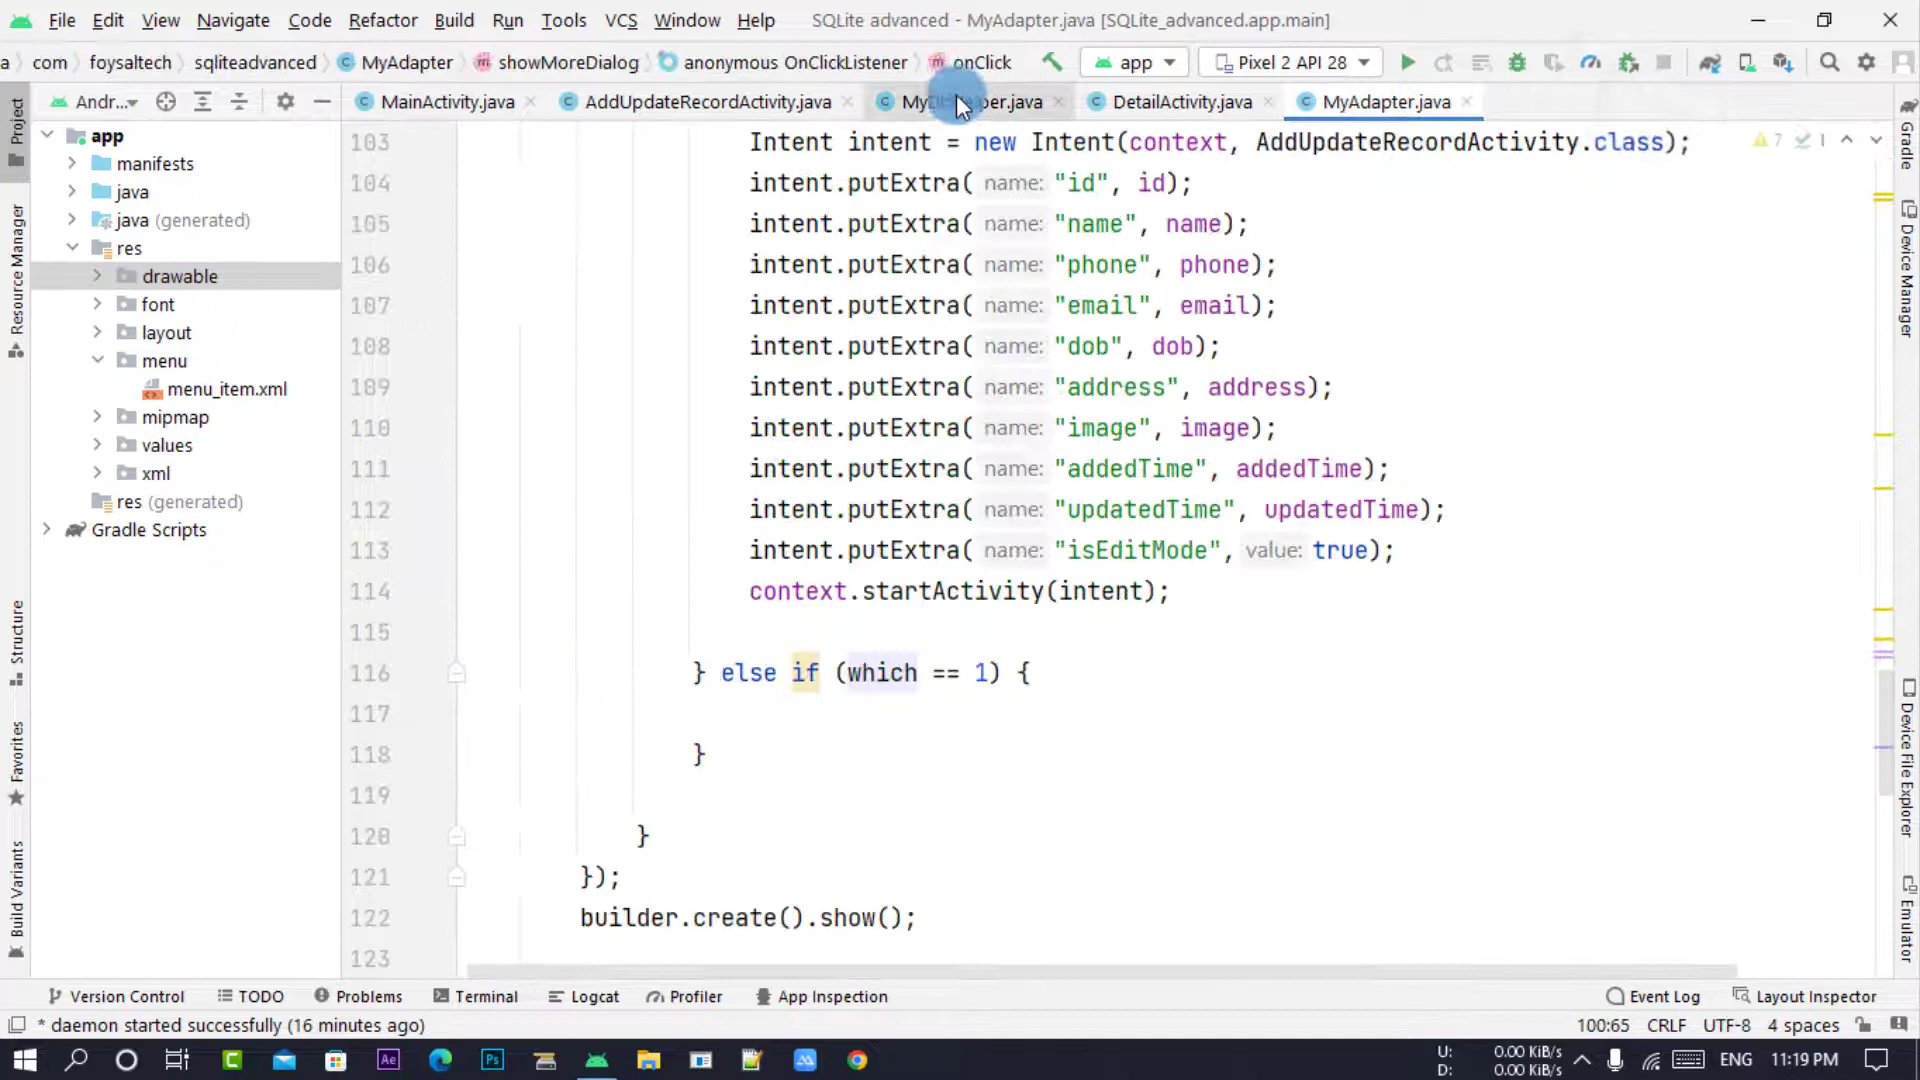 File Edit View Navigate Code Refactor Build Run Tools VCS Window Help SQLite advanced - MyAdapter.java [SQLite_advanced.app.main]
a com foysaltech sqliteadvanced MyAdapter showMoreDialog anonymous OnClickListener onClick app Pixel 2 API 28
Andr... MainActivity.java AddUpdateRecordActivity.java DetailActivity.java MyAdapter.java
app
manifests
java
java (generated)
res
drawable
font
layout
menu
menu_item.xml
mipmap
values
xml
res (generated)
Gradle Scripts
103 Intent intent = new Intent(context, AddUpdateRecordActivity.class); 7 1
104 intent.putExtra( name: "id", id);
105 intent.putExtra( name: "name", name);
106 intent.putExtra( name: "phone", phone);
107 intent.putExtra( name: "email", email);
108 intent.putExtra( name: "dob", dob);
109 intent.putExtra( name: "address", address);
110 intent.putExtra( name: "image", image);
111 intent.putExtra( name: "addedTime", addedTime);
112 intent.putExtra( name: "updatedTime", updatedTime);
113 intent.putExtra( name: "isEditMode", value: true);
114 context.startActivity(intent);
115
116 } else if (which == 1) {
117
118 }
119
120 }
121 });
122 builder.create().show();
123
Project
Resource Manager
Structure
Favorites
Build Variants
Gradle
Device Manager
Device File Explorer
Emulator
Version Control TODO Problems Terminal Logcat Profiler App Inspection Event Log Layout Inspector
* daemon started successfully (16 minutes ago) 100:65 CRLF UTF-8 4 spaces
U: 0.00 KiB/s
D: 0.00 KiB/s
ENG 11:19 PM